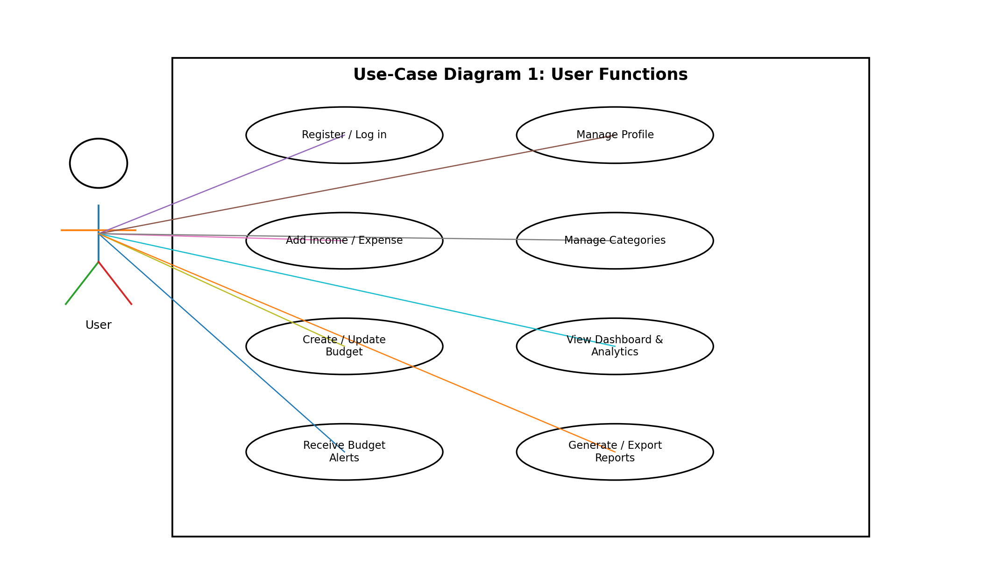 Use-Case Diagram 1: User Functions
Register / Log in
Manage Profile
Add Income / Expense
Manage Categories
User
Create / Update
Budget
View Dashboard &
Analytics
Receive Budget
Alerts
Generate / Export
Reports